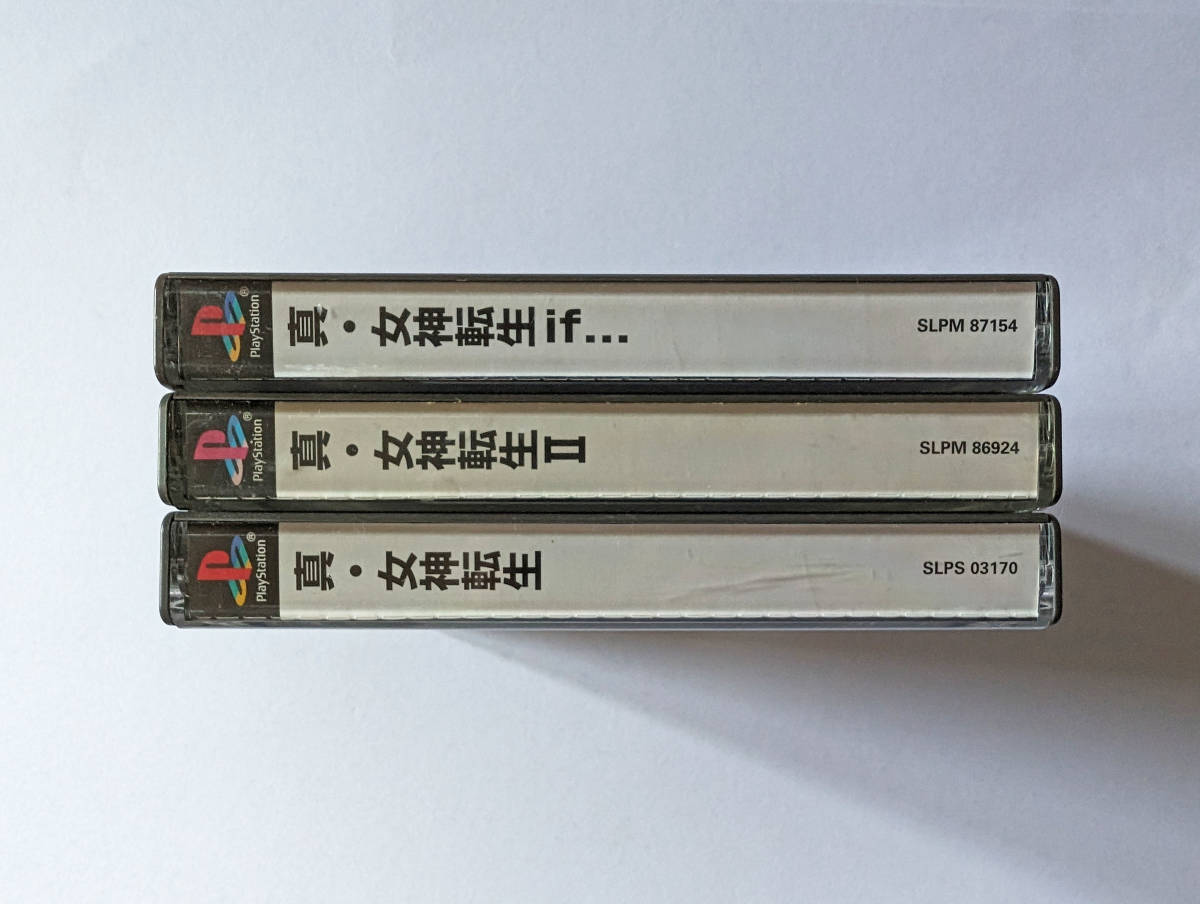 PlayStation®
真・女神転生if...
SLPM 87154
PlayStation®
真・女神転生II
SLPM 86924
PlayStation®
真・女神転生
SLPS 03170